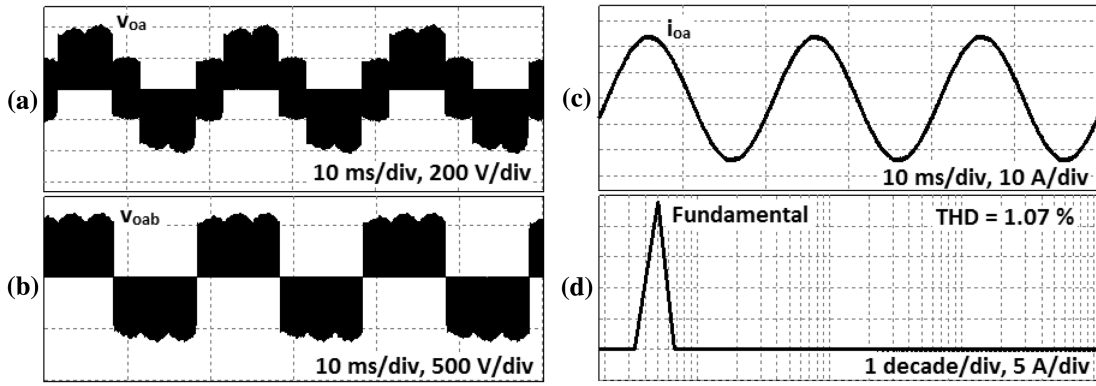 (a)
v_oa
10 ms/div, 200 V/div
(b)
v_oab
10 ms/div, 500 V/div
(c)
i_oa
10 ms/div, 10 A/div
(d)
Fundamental
THD = 1.07 %
1 decade/div, 5 A/div